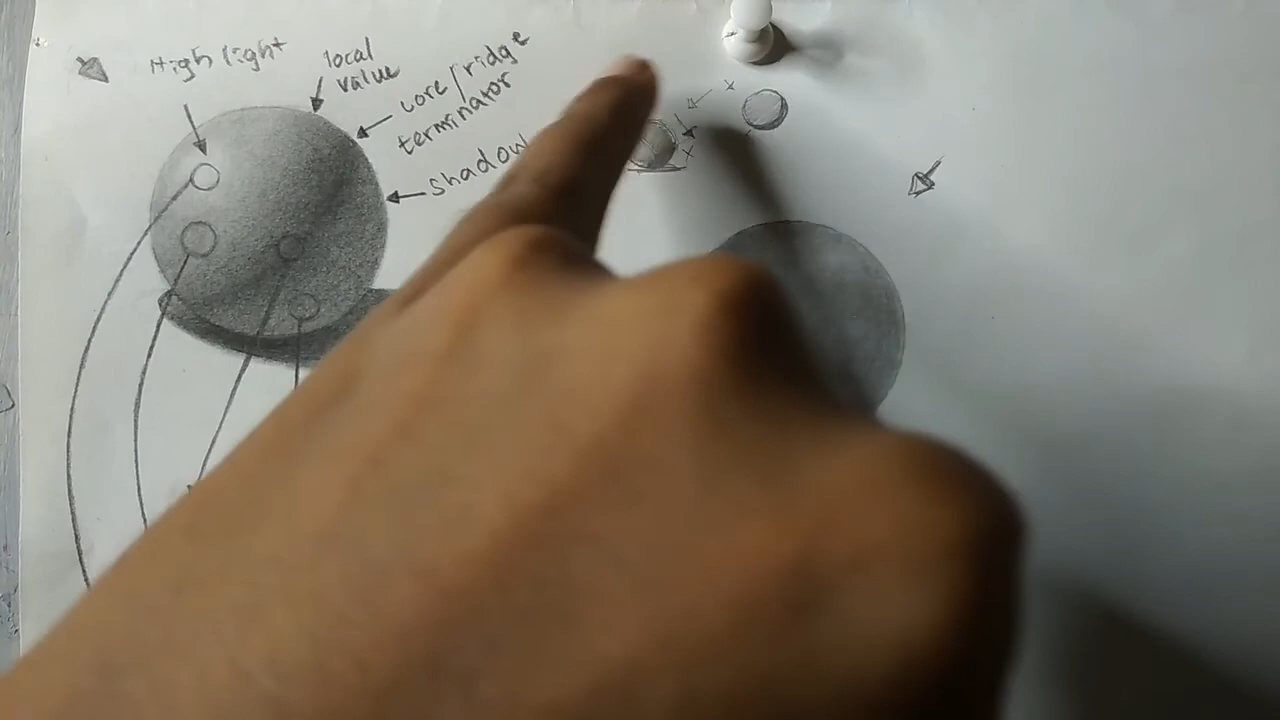 High light
local
value
core/ridge
terminator
shadow
x
x